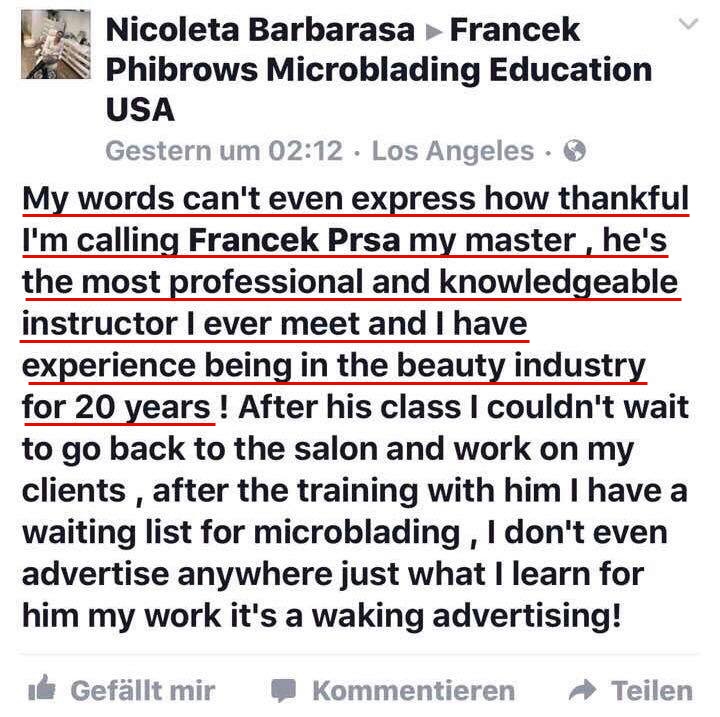 Nicoleta Barbarasa ▸ Francek
Phibrows Microblading Education
USA
Gestern um 02:12 · Los Angeles ·
My words can't even express how thankful
I'm calling Francek Prsa my master , he's
the most professional and knowledgeable
instructor I ever meet and I have
experience being in the beauty industry
for 20 years ! After his class I couldn't wait
to go back to the salon and work on my
clients , after the training with him I have a
waiting list for microblading , I don't even
advertise anywhere just what I learn for
him my work it's a waking advertising!
Gefällt mir Kommentieren Teilen